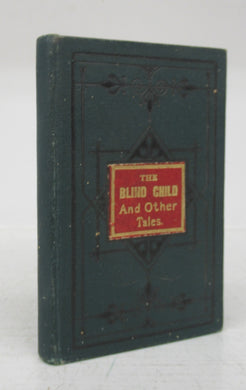 THE
BLIND CHILD
And Other
Tales.